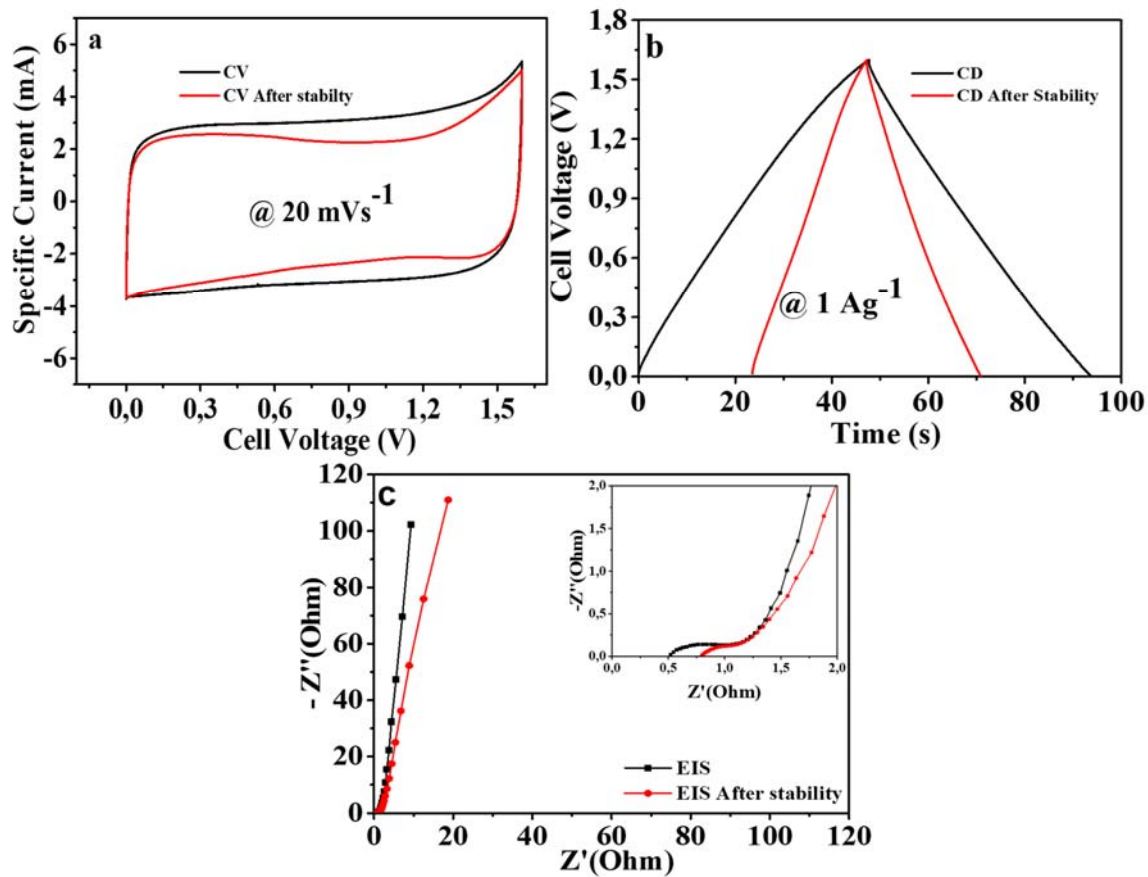 a
CV
CV After stabilty
@ 20 mVs-1
Specific Current (mA)
6
4
2
0
-2
-4
-6
0,0 0,3 0,6 0,9 1,2 1,5
Cell Voltage (V)
b
CD
CD After Stability
@ 1 Ag-1
Cell Voltage (V)
1,8
1,5
1,2
0,9
0,6
0,3
0,0
0 20 40 60 80 100
Time (s)
C
- Z''(Ohm)
120
100
80
60
40
20
0
0 20 40 60 80 100 120
Z'(Ohm)
EIS
EIS After stability
-Z''(Ohm)
2,0
1,5
1,0
0,5
0,0
0,0 0,5 1,0 1,5 2,0
Z'(Ohm)